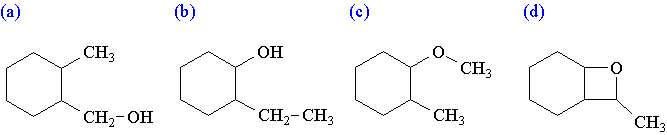 (a) (b) (c) (d)
CH3 OH O CH3 O
CH2-OH CH2-CH3 CH3 CH3